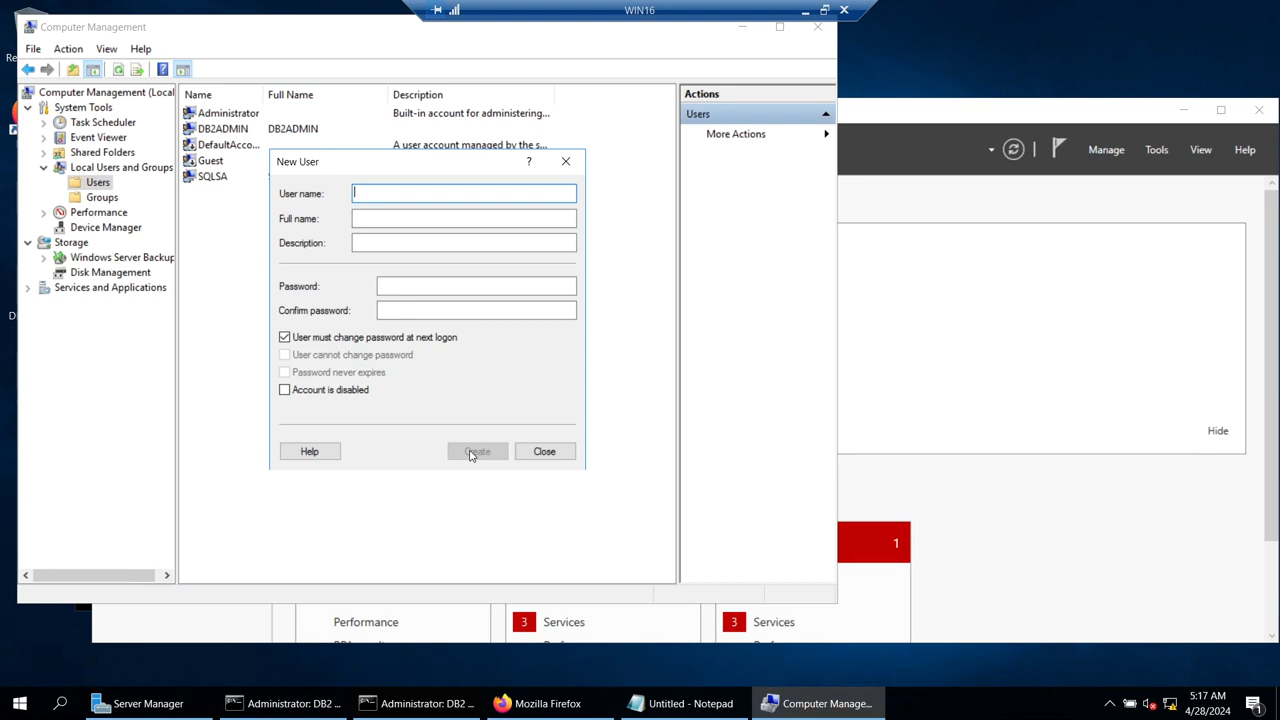 WIN16
Computer Management
File Action View Help
Computer Management (Local
System Tools
Task Scheduler
Event Viewer
Shared Folders
Local Users and Groups
Users
Groups
Performance
Device Manager
Storage
Windows Server Backup
Disk Management
Services and Applications
Name Full Name Description
Administrator Built-in account for administering...
DB2ADMIN DB2ADMIN
DefaultAcco... A user account managed by the s...
Guest
SQLSA
Actions
Users
More Actions
New User
?
User name:
Full name:
Description:
Password:
Confirm password:
User must change password at next logon
User cannot change password
Password never expires
Account is disabled
Help Create Close
Manage Tools View Help
Hide
1
Performance
3 Services
3 Services
Server Manager
Administrator: DB2 ...
Administrator: DB2 ...
Mozilla Firefox
Untitled - Notepad
Computer Manage...
5:17 AM
4/28/2024
1